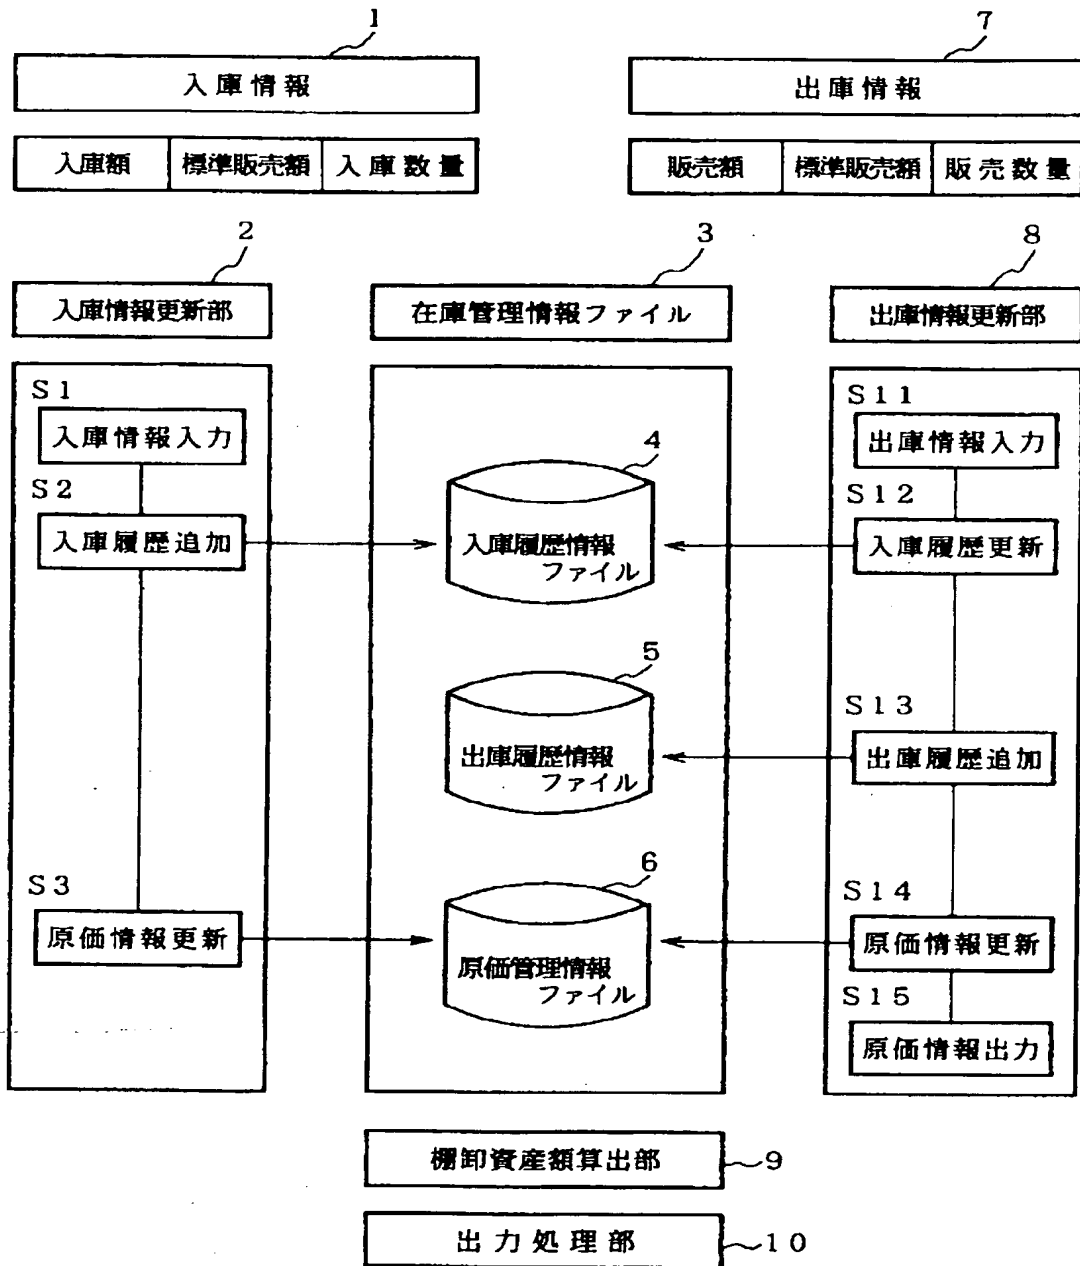 1
7
入庫情報
出庫情報
入庫額 標準販売額 入庫数量
販売額 標準販売額 販売数量
2
3
8
入庫情報更新部
在庫管理情報ファイル
出庫情報更新部
S1
入庫情報入力
S2
入庫履歴追加
S3
原価情報更新
4
入庫履歴情報
ファイル
5
出庫履歴情報
ファイル
6
原価管理情報
ファイル
S11
出庫情報入力
S12
入庫履歴更新
S13
出庫履歴追加
S14
原価情報更新
S15
原価情報出力
棚卸資産額算出部
9
出力処理部
10